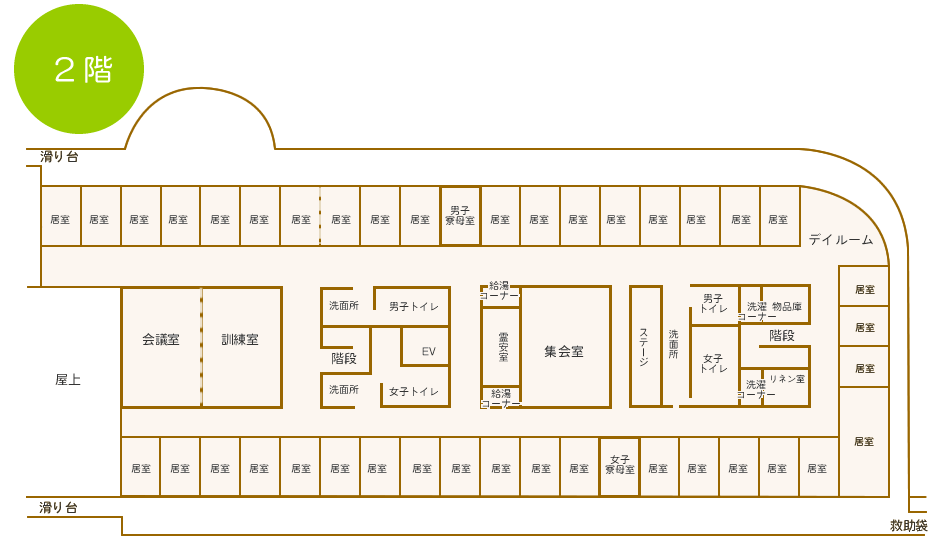 ２階
滑り台
居室 居室 居室 居室 居室 居室 居室 居室 居室 居室 男子 居室 居室 居室 居室 居室 居室 居室 居室
寮母室
デイルーム
居室
居室
居室
居室
会議室
訓練室
屋上
洗面所
男子トイレ
階段
EV
洗面所
女子トイレ
給湯
コーナー
霊安室
給湯
コーナー
集会室
ステージ
洗面所
男子
トイレ
女子
トイレ
洗濯
コーナー
物品庫
階段
洗濯
コーナー
リネン室
居室 居室 居室 居室 居室 居室 居室 居室 居室 居室 居室 居室 女子 居室 居室 居室 居室 居室
寮母室
滑り台
救助袋